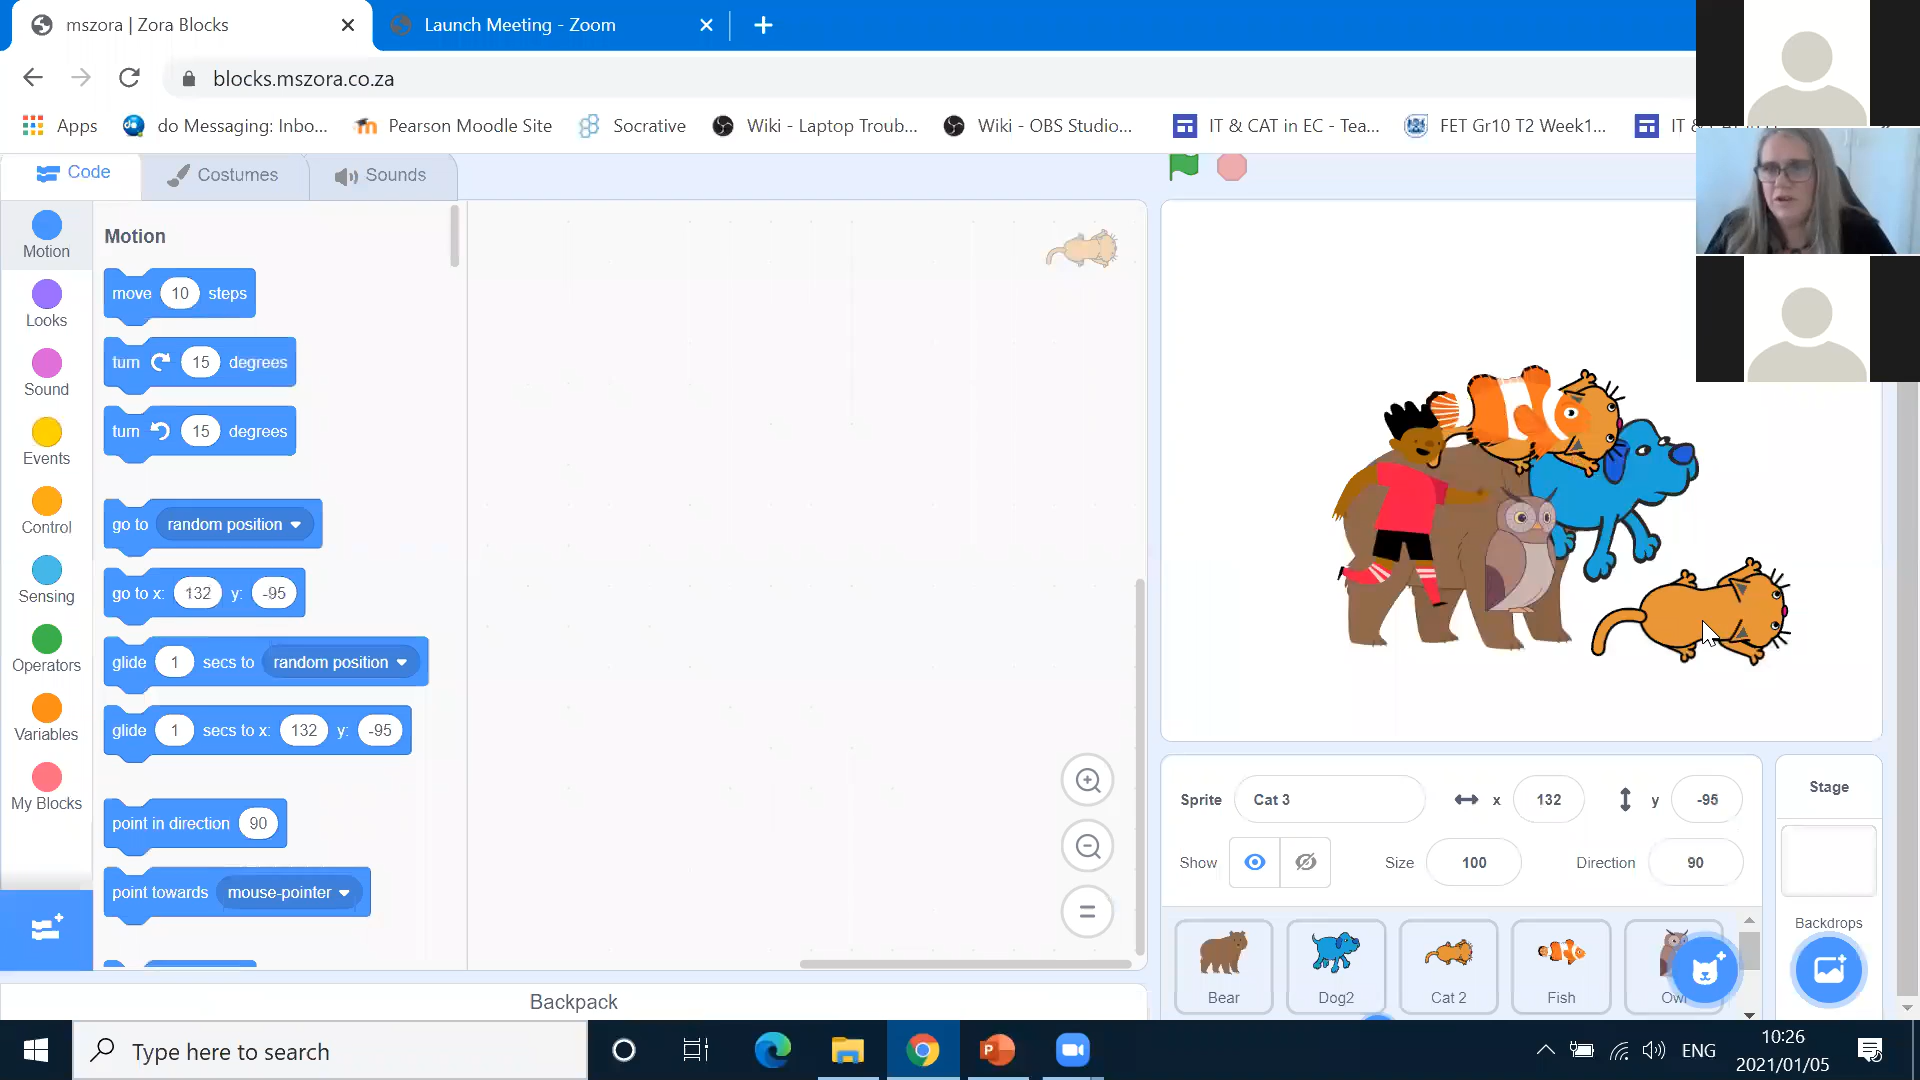 mszora | Zora Blocks
Launch Meeting - Zoom
blocks.mszora.co.za
Apps
do Messaging: Inbo...
Pearson Moodle Site
Socrative
Wiki - Laptop Troub...
Wiki - OBS Studio...
IT & CAT in EC - Tea...
FET Gr10 T2 Week1...
Code
Costumes
Sounds
Motion
Looks
Sound
Events
Control
Sensing
Operators
Variables
My Blocks
Motion
move 10 steps
turn 15 degrees
turn 15 degrees
go to random position
go to x: 132 y: -95
glide 1 secs to random position
glide 1 secs to x: 132 y: -95
point in direction 90
point towards mouse-pointer
Backpack
Sprite Cat 3 x 132 y -95
Show Size 100 Direction 90
Bear
Dog2
Cat 2
Fish
Owl
Stage
Backdrops
Type here to search
ENG
10:26
2021/01/05